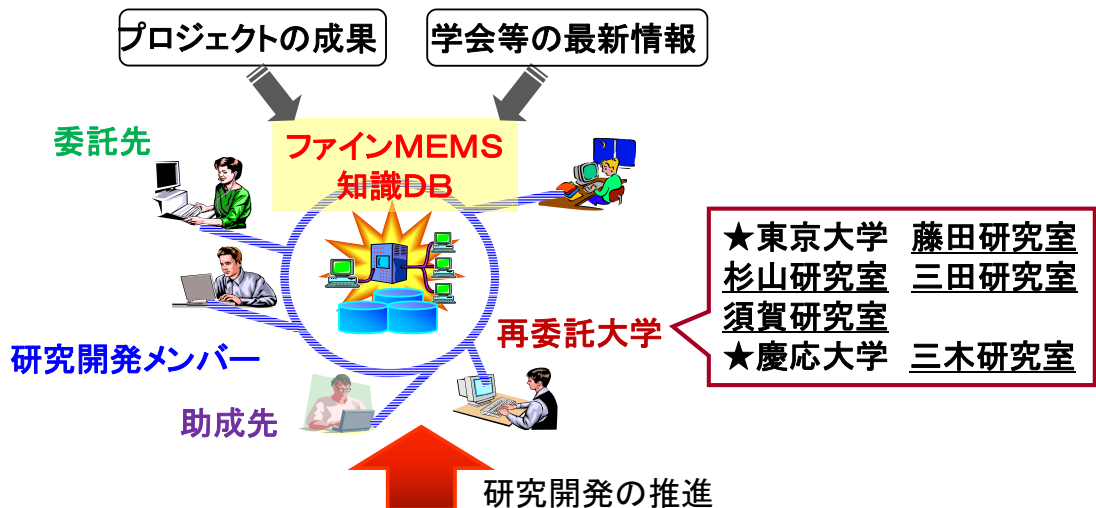 プロジェクトの成果
学会等の最新情報
委託先
ファインMEMS
知識DB
★東京大学 藤田研究室
杉山研究室 三田研究室
須賀研究室
★慶応大学 三木研究室
再委託大学
研究開発メンバー
助成先
研究開発の推進